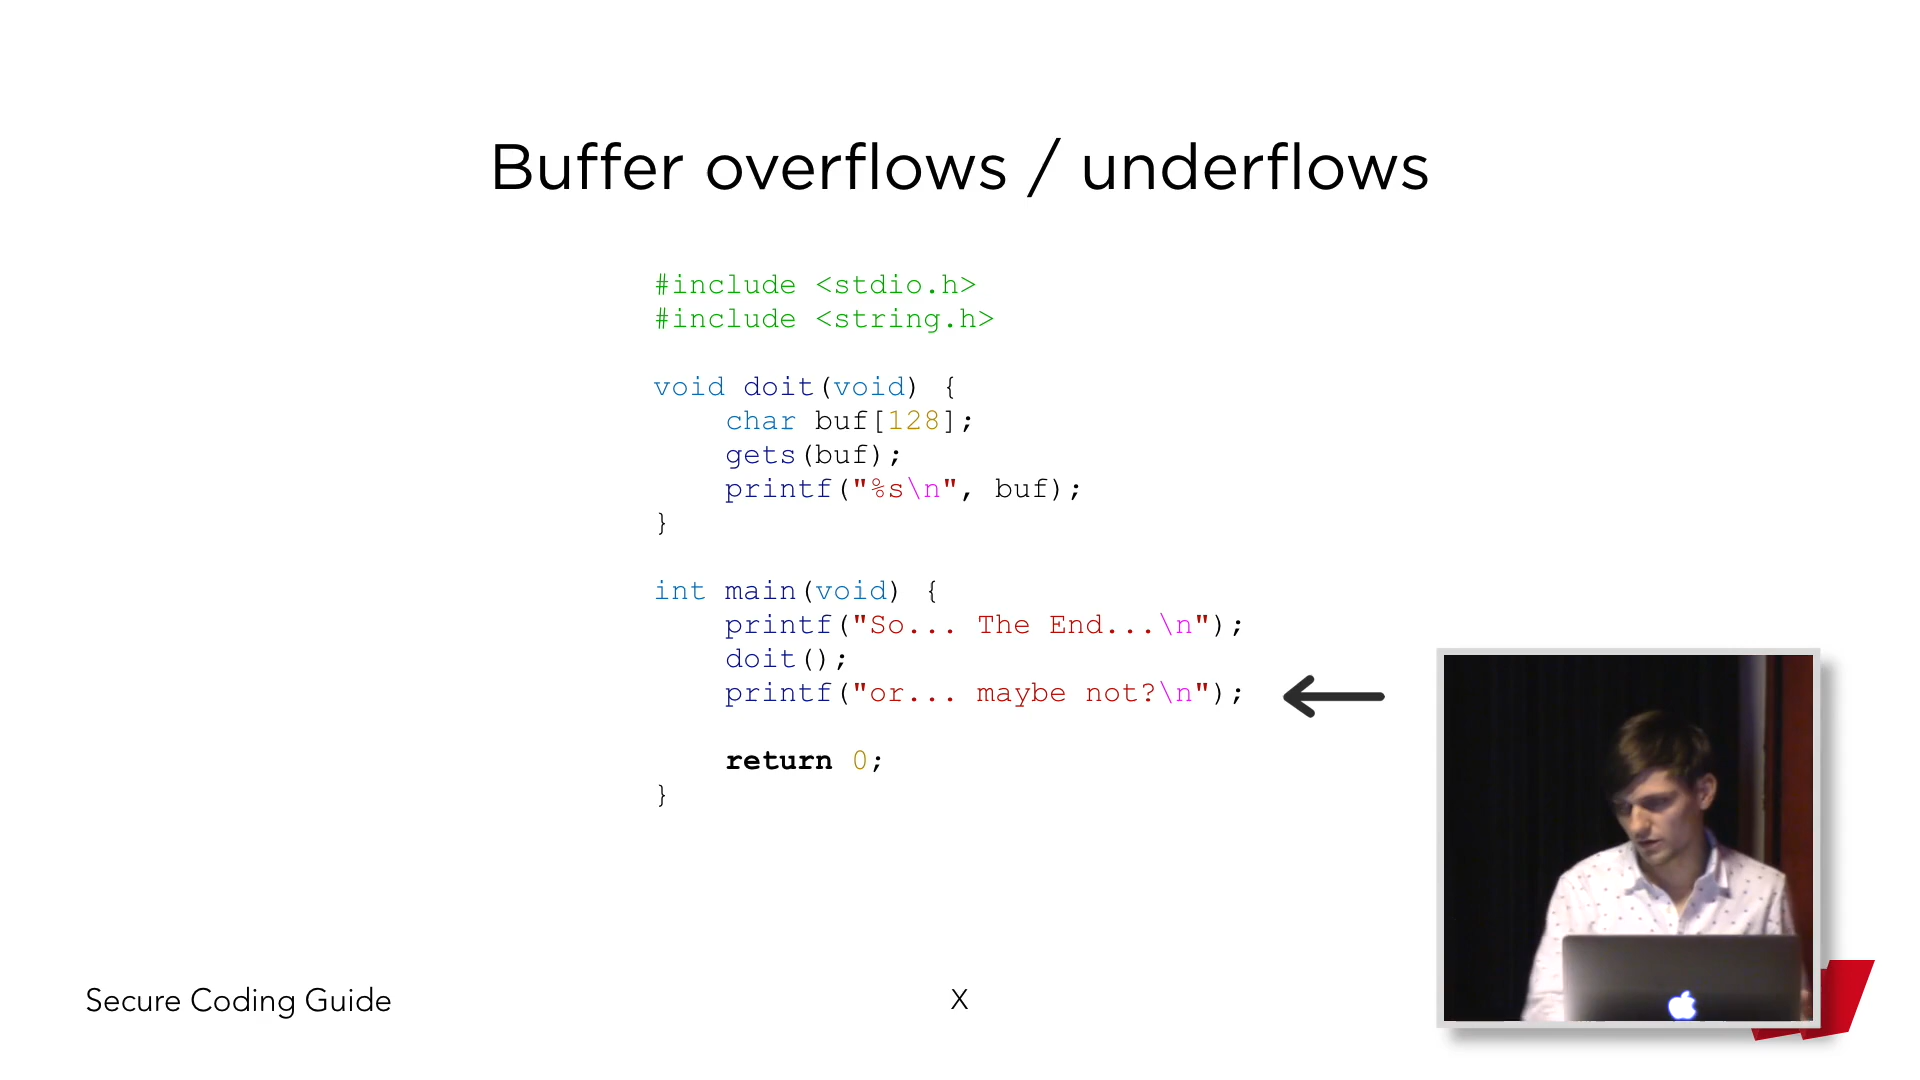 Buffer overflows / underflows
#include <stdio.h>
#include <string.h>
void doit(void) {
    char buf[128];
    gets(buf);
    printf("%s\n", buf);
}
int main(void) {
    printf("So... The End...\n");
    doit();
    printf("or... maybe not?\n");
    return 0;
}
Secure Coding Guide
X